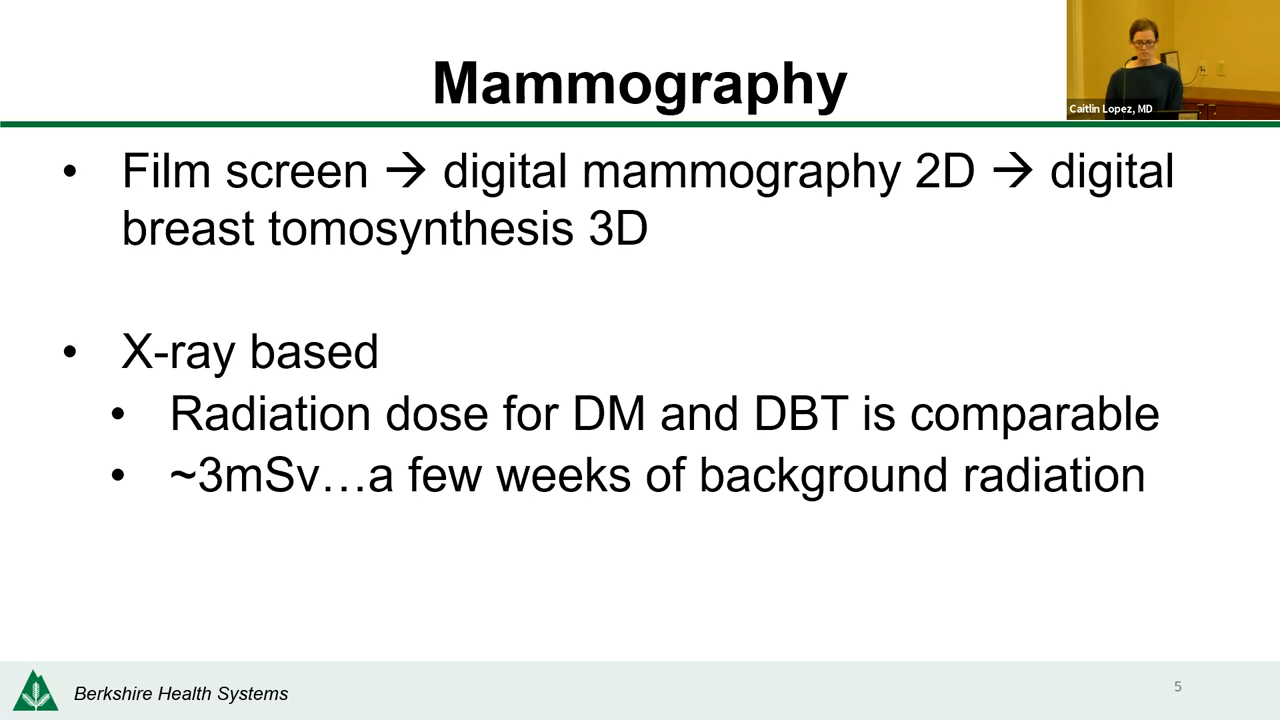 Mammography
Caitlin Lopez, MD
• Film screen → digital mammography 2D → digital
breast tomosynthesis 3D
• X-ray based
• Radiation dose for DM and DBT is comparable
• ~3mSv…a few weeks of background radiation
Berkshire Health Systems
5